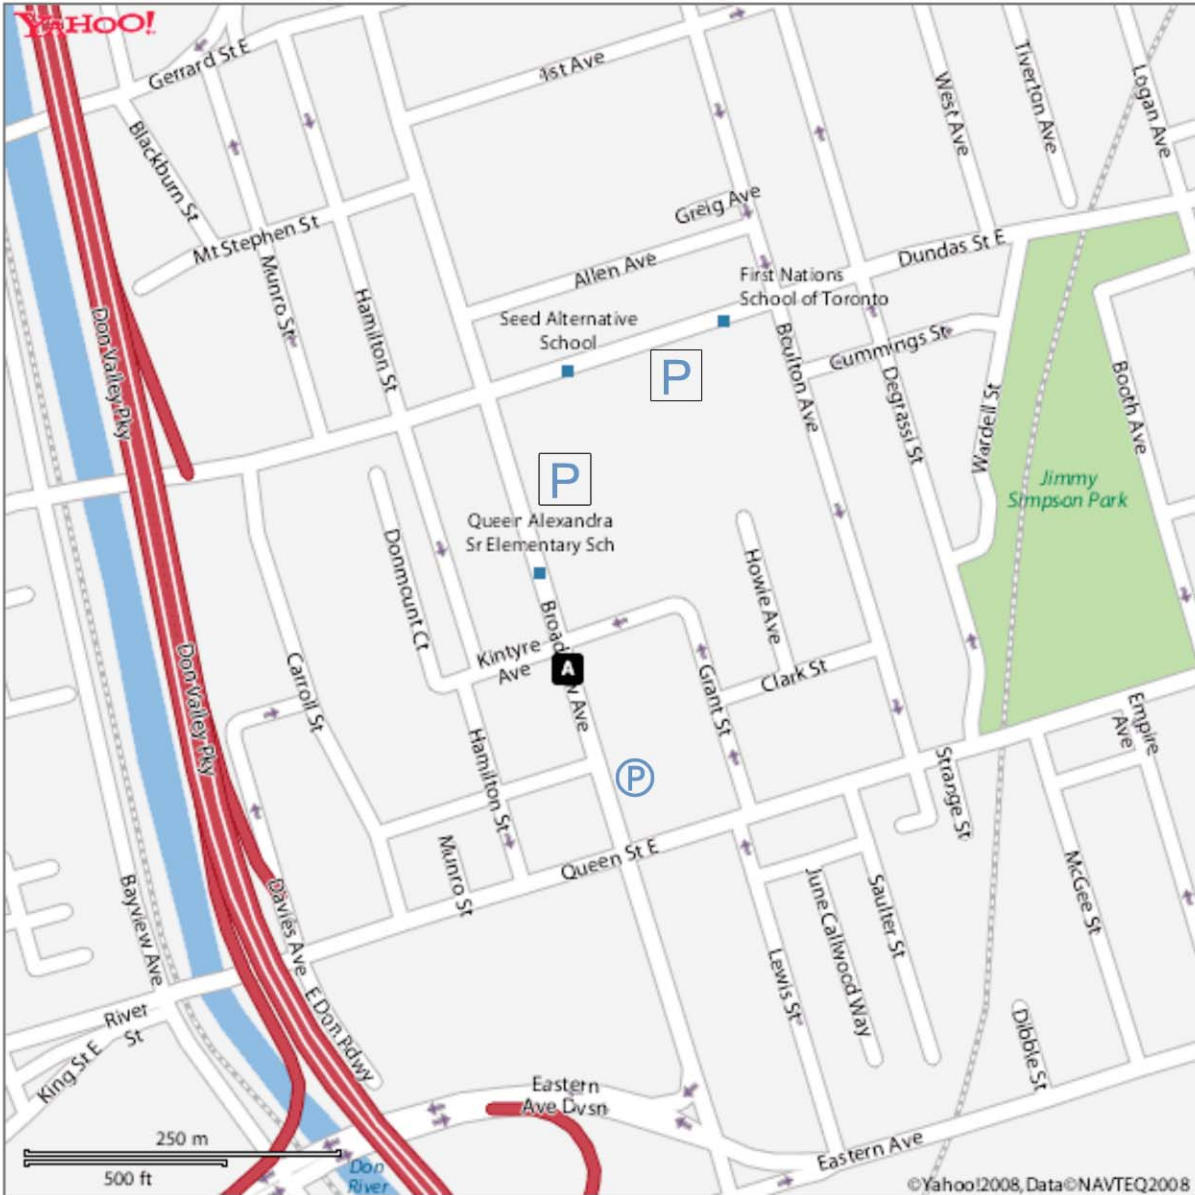 YAHOO!
Gerrard St E
1st Ave
West Ave
Tiverton Ave
Logan Ave
Blackburn St
Greig Ave
Mt Stephen St
Munro St
Hamilton St
Allen Ave
Dundas St E
First Nations
School of Toronto
Seed Alternative
School
Don Valley Pky
Boulton Ave
Cummings St
Degrassi St
Wardell St
Booth Ave
P
P
Jimmy
Simpson Park
Queen Alexandra
Sr Elementary Sch
Donmount Ct
Howie Ave
Kintyre
Ave
A
Grant St
Clark St
Don Valley Pky
Carroll St
Hamilton St
P
Empire
Ave
Strange St
Munro St
Queen St E
June Callwood Way
Saulter St
McGee St
Bayview Ave
Davies Ave
Lewis St
E Don Rdwy
River
St
King St E
Dibble St
Eastern
Ave Dvsn
Eastern Ave
250 m
500 ft
Don
River
©Yahoo!2008, Data©NAVTEQ2008